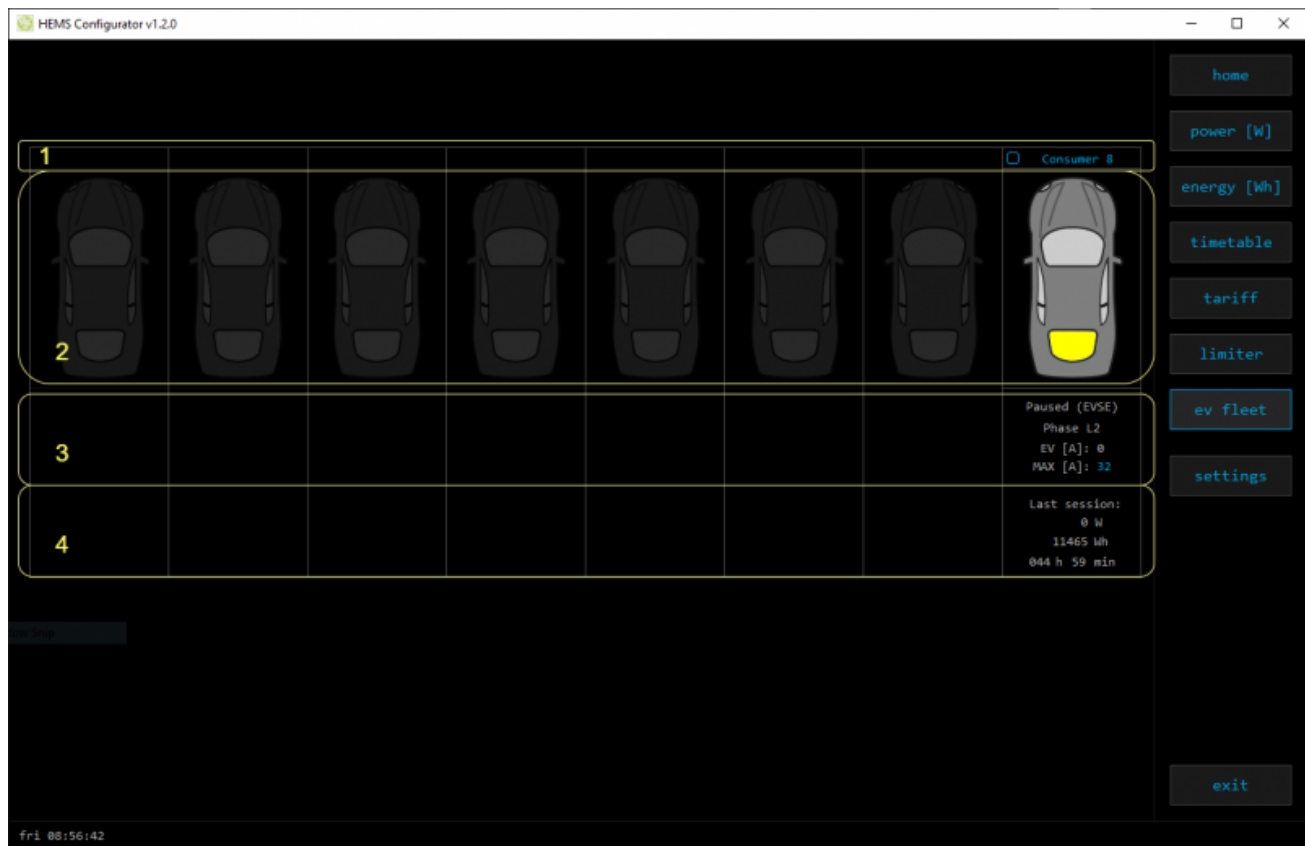 HEMS Configurator v1.2.0
home
power [W]
1
Consumer 8
energy [Wh]
timetable
tariff
2
limiter
Paused (EVSE)
ev fleet
Phase L2
3
EV [A]: 0
MAX [A]: 32
settings
Last session:
0 W
4
11465 Wh
044 h 59 min
Snip
exit
fri 08:56:42